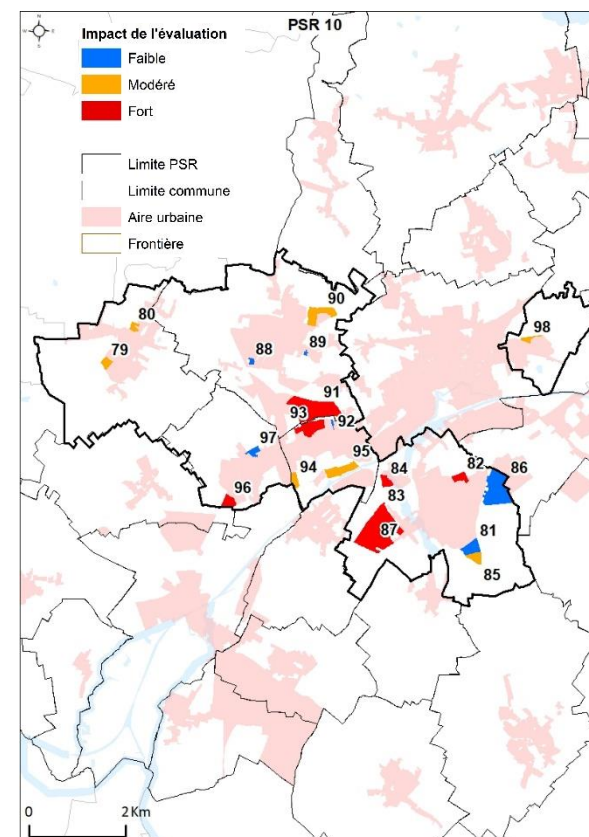 PSR 10
Impact de l'évaluation
Faible
Modéré
Fort
Limite PSR
Limite commune
Aire urbaine
Frontière
90
80
98
79
88
89
91
93
92
97
95
94
84
82
86
96
83
87
81
85
0 2 Km